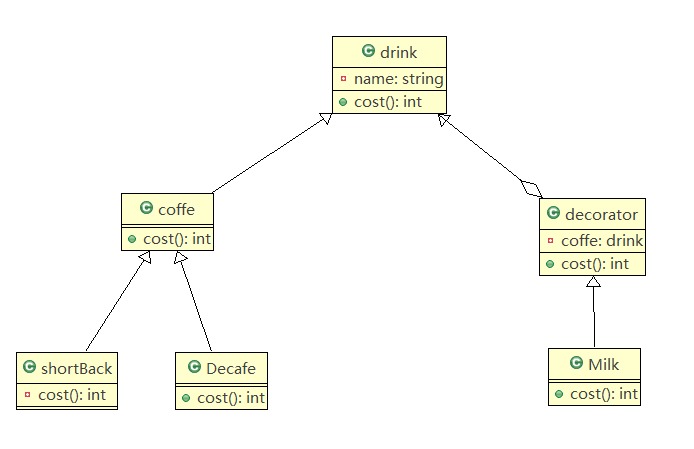 C drink
name: string
cost(): int
C coffe
cost(): int
C decorator
coffe: drink
cost(): int
C shortBack
cost(): int
C Decafe
cost(): int
C Milk
cost(): int